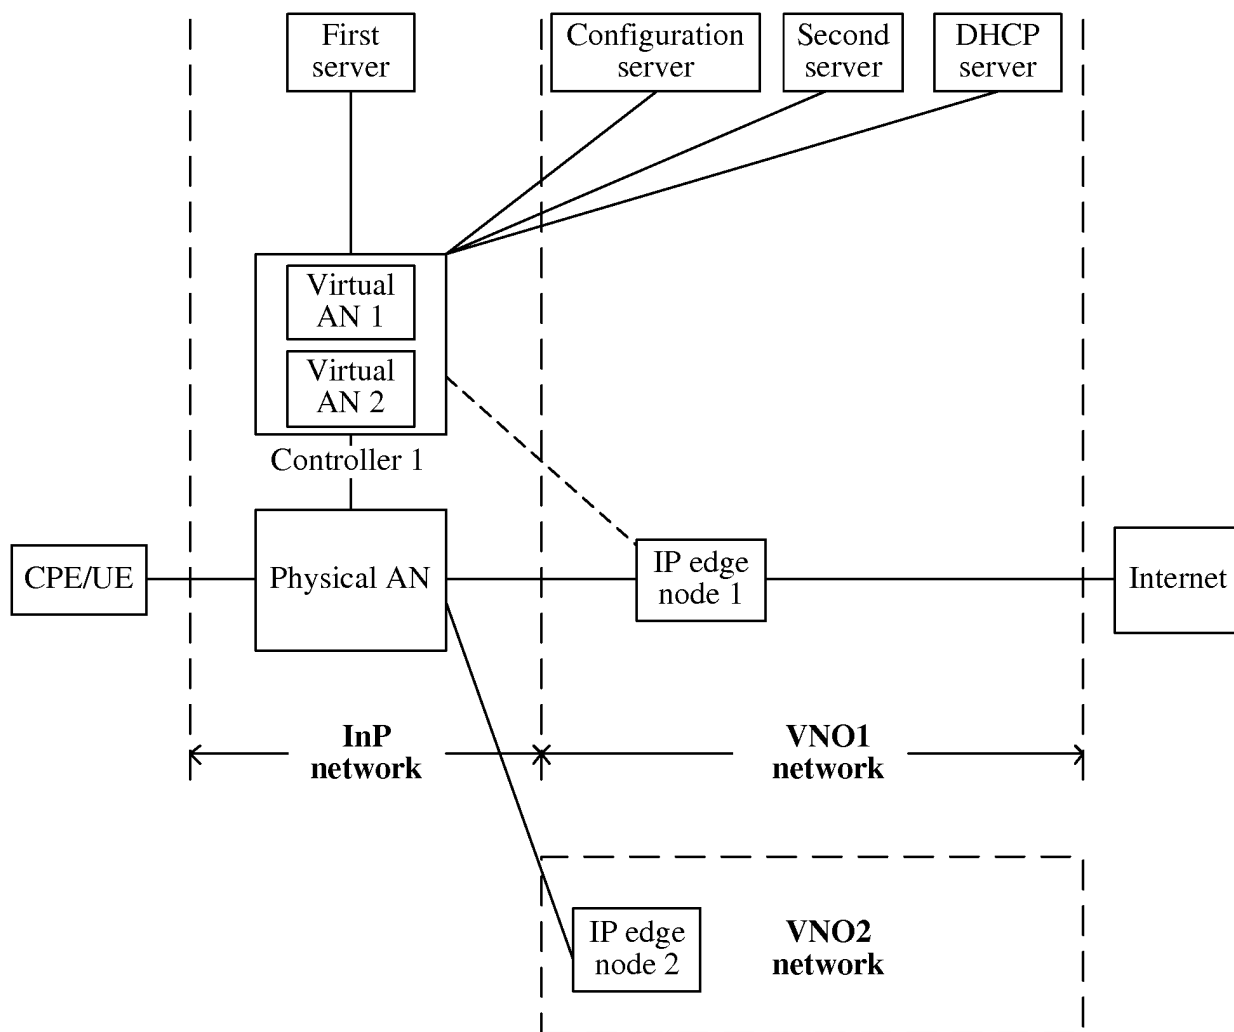 First
server
Configuration
server
Second
server
DHCP
server
Virtual
AN 1
Virtual
AN 2
Controller 1
CPE/UE
Physical AN
IP edge
node 1
Internet
InP
network
VNO1
network
IP edge
node 2
VNO2
network